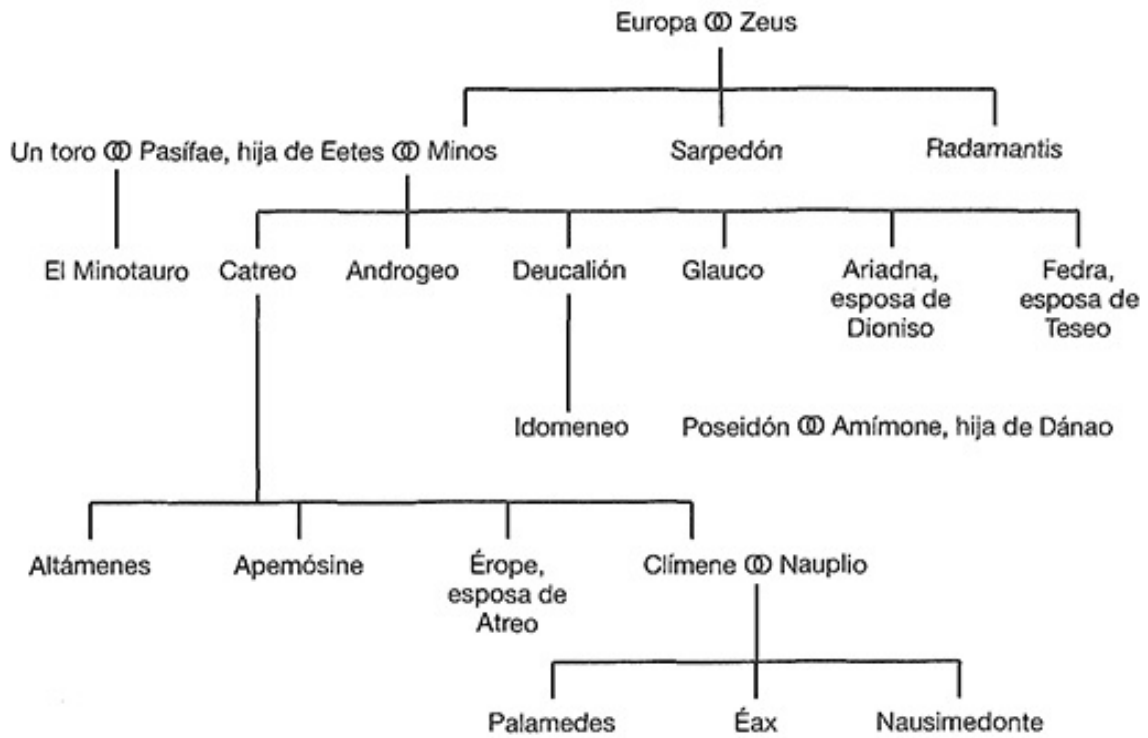 Europa ⚭ Zeus
Un toro ⚭ Pasífae, hija de Eetes ⚭ Minos
Sarpedón
Radamantis
El Minotauro
Catreo
Androgeo
Deucalión
Glauco
Ariadna,
esposa de
Dioniso
Fedra,
esposa de
Teseo
Idomeneo
Poseidón ⚭ Amímone, hija de Dánao
Altámenes
Apemósine
Érope,
esposa de
Atreo
Clímene ⚭ Nauplio
Palamedes
Éax
Nausimedonte